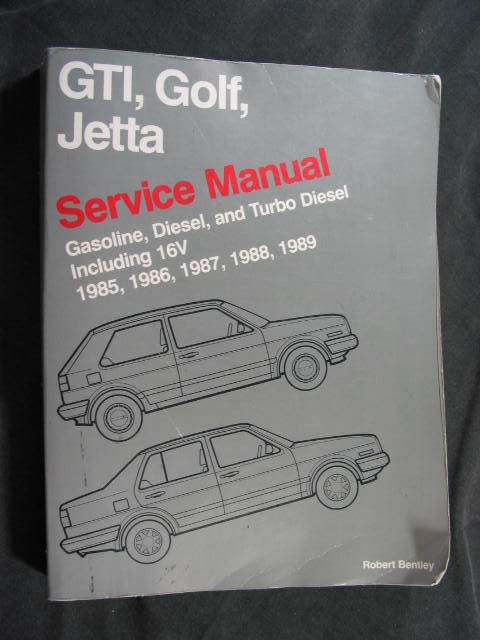 GTI, Golf,
Jetta
Service Manual
Gasoline, Diesel, and Turbo Diesel
Including 16V
1985, 1986, 1987, 1988, 1989
Robert Bentley